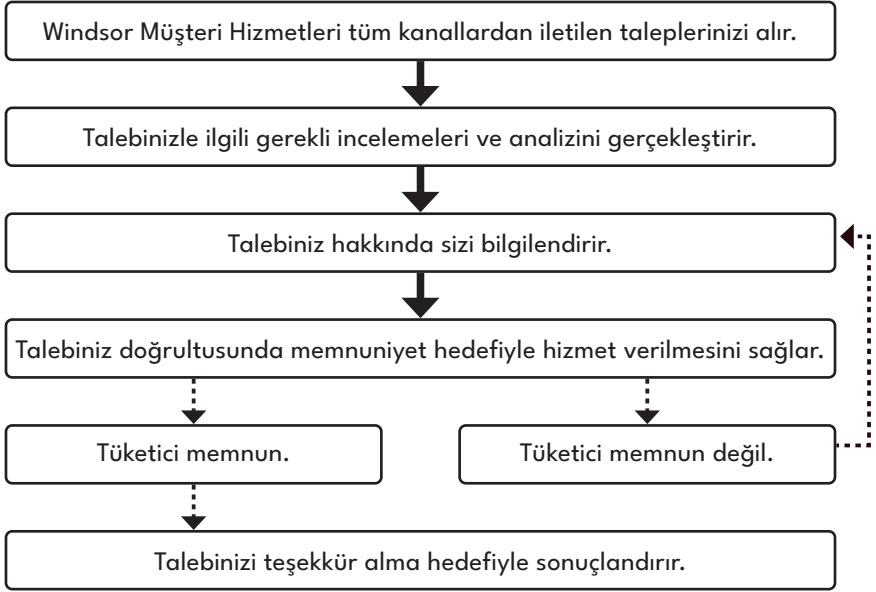 Windsor Müşteri Hizmetleri tüm kanallardan iletilen taleplerinizi alır.
Talebinizle ilgili gerekli incelemeleri ve analizini gerçekleştirir.
Talebiniz hakkında sizi bilgilendirir.
Talebiniz doğrultusunda memnuniyet hedefiyle hizmet verilmesini sağlar.
Tüketici memnun.
Tüketici memnun değil.
Talebinizi teşekkür alma hedefiyle sonuçlandırır.